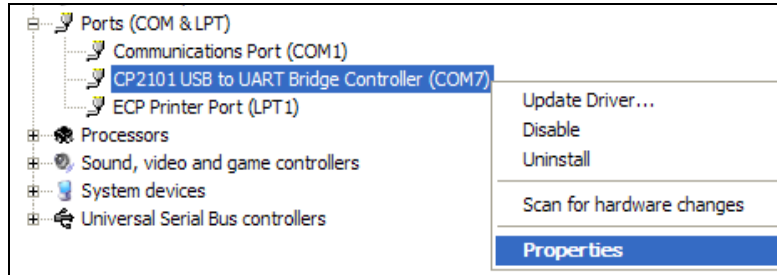 Ports (COM & LPT)
Communications Port (COM1)
CP2101 USB to UART Bridge Controller (COM7)
ECP Printer Port (LPT1)
Processors
Sound, video and game controllers
System devices
Universal Serial Bus controllers
Update Driver...
Disable
Uninstall
Scan for hardware changes
Properties